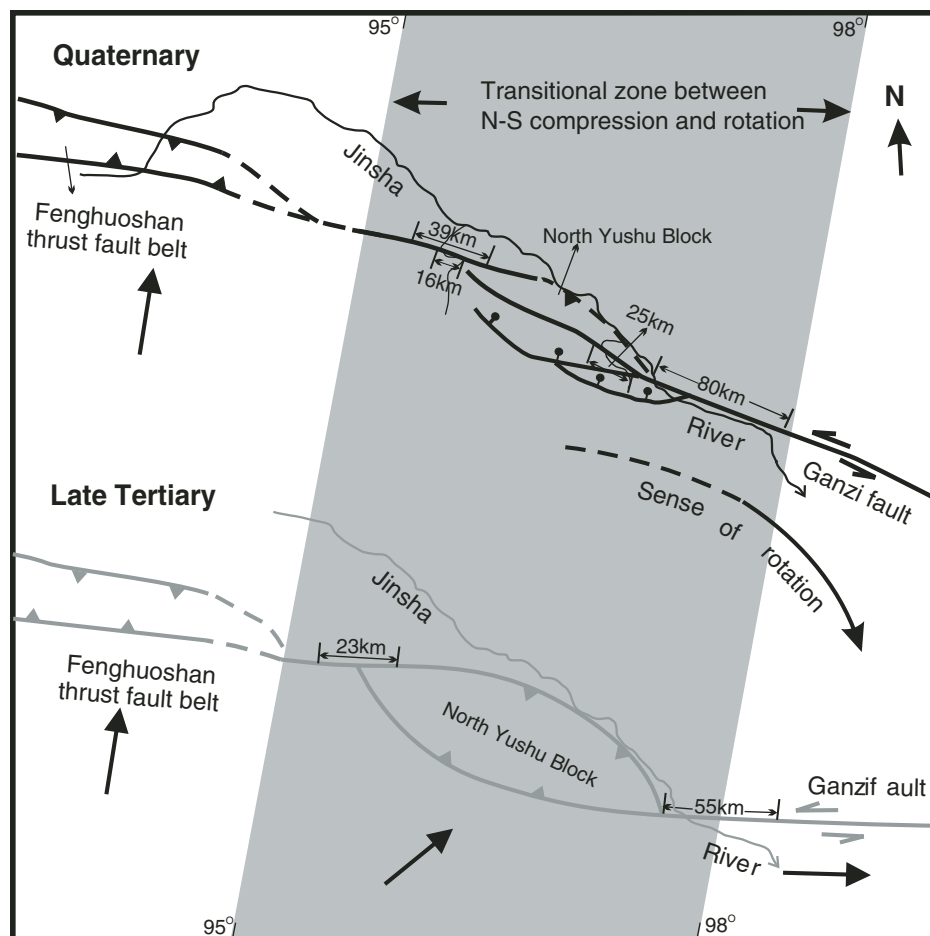 95°
98°
Quaternary
Transitional zone between
N-S compression and rotation
N
Jinsha
Fenghuoshan
thrust fault belt
39km
North Yushu Block
16km
25km
80km
River
Ganzi fault
Late Tertiary
Sense of rotation
Jinsha
23km
Fenghuoshan
thrust fault belt
North Yushu Block
Ganzif ault
55km
River
95°
98°